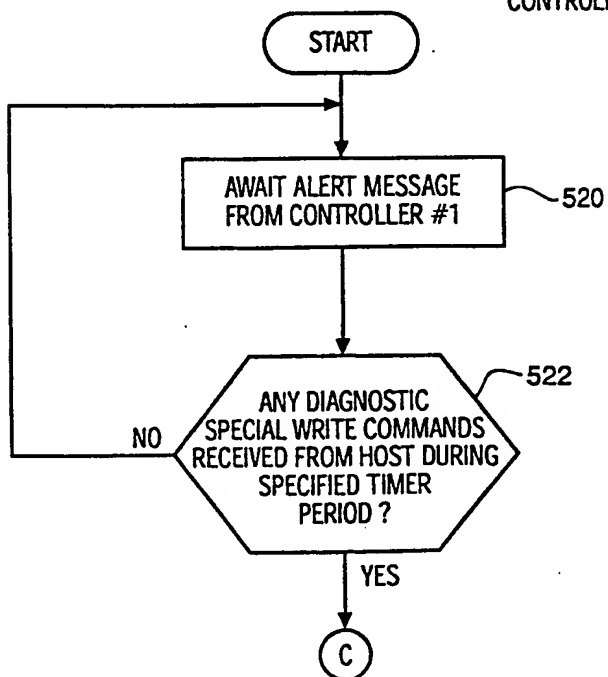 START
AWAIT ALERT MESSAGE
FROM CONTROLLER #1
520
522
ANY DIAGNOSTIC
SPECIAL WRITE COMMANDS
RECEIVED FROM HOST DURING
SPECIFIED TIMER
PERIOD ?
NO
YES
C